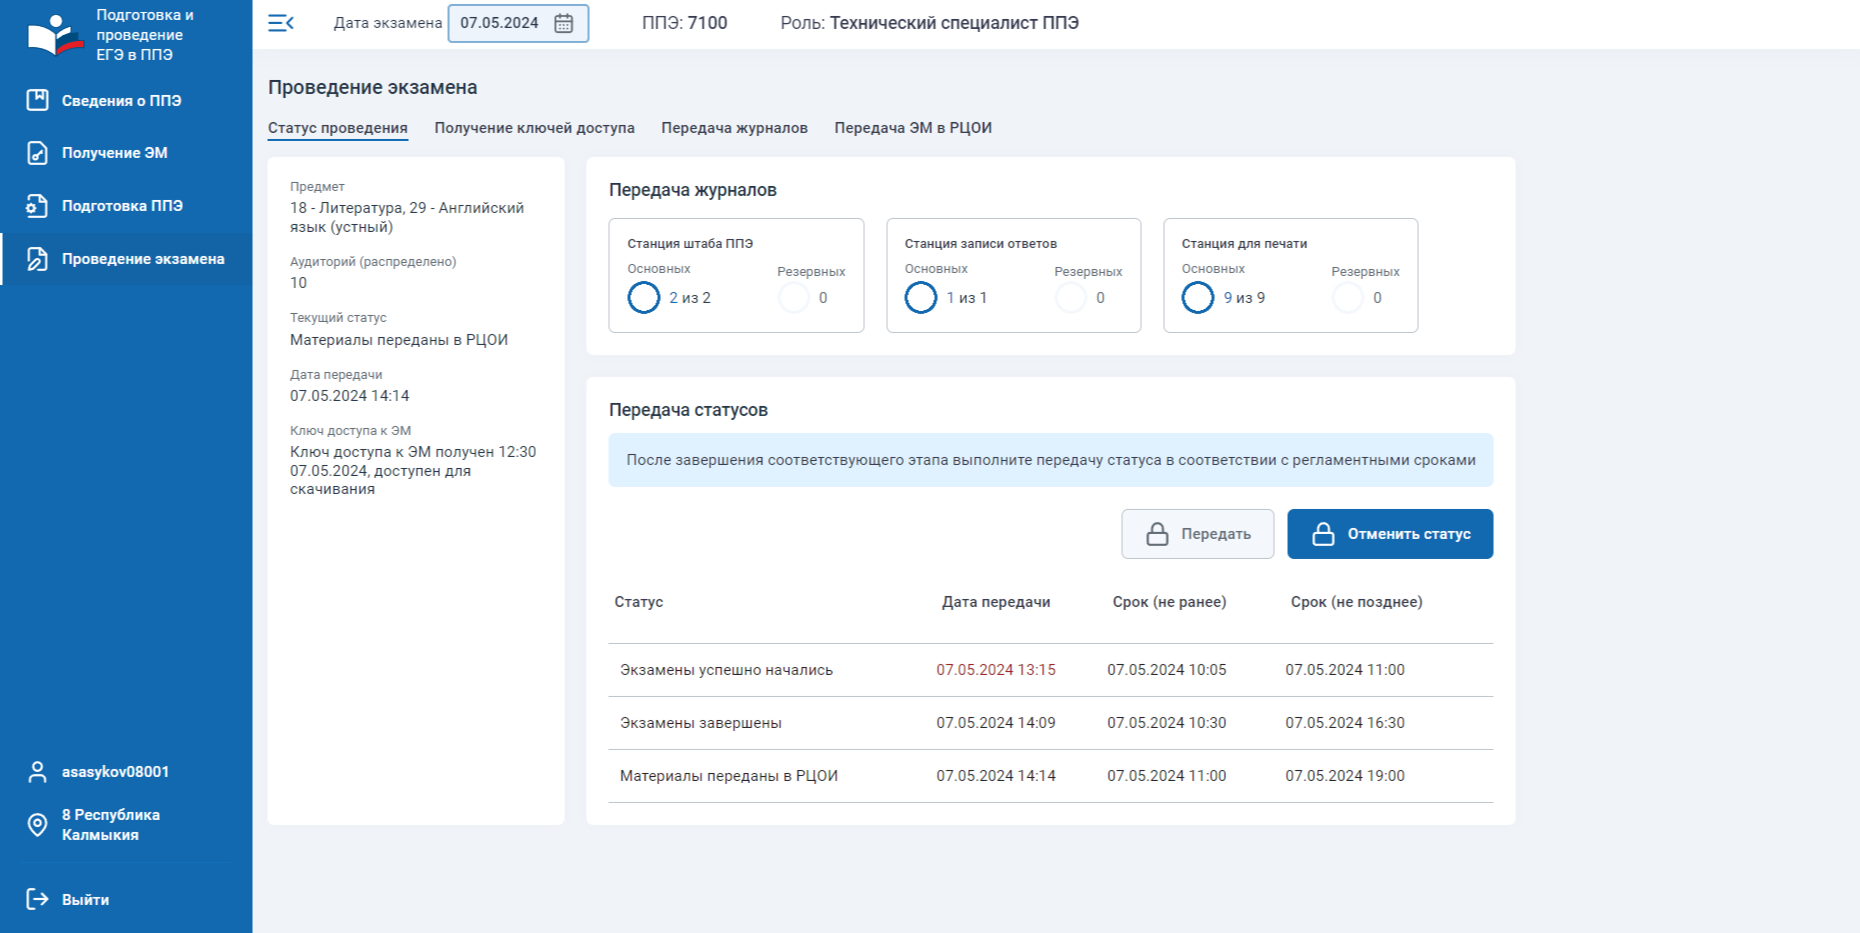 Подготовка и
проведение
ЕГЭ в ППЭ
Сведения о ППЭ
Получение ЭМ
Подготовка ППЭ
Проведение экзамена
asasykov08001
8 Республика
Калмыкия
Выйти
Дата экзамена 07.05.2024 ППЭ: 7100 Роль: Технический специалист ППЭ
Проведение экзамена
Статус проведения Получение ключей доступа Передача журналов Передача ЭМ в РЦОИ
Предмет
18 - Литература, 29 - Английский
язык (устный)
Аудиторий (распределено)
10
Текущий статус
Материалы переданы в РЦОИ
Дата передачи
07.05.2024 14:14
Ключ доступа к ЭМ
Ключ доступа к ЭМ получен 12:30
07.05.2024, доступен для
скачивания
Передача журналов
Станция штаба ППЭ
Основных Резервных
2 из 2 0
Станция записи ответов
Основных Резервных
1 из 1 0
Станция для печати
Основных Резервных
9 из 9 0
Передача статусов
После завершения соответствующего этапа выполните передачу статуса в соответствии с регламентными сроками
Передать Отменить статус
Статус Дата передачи Срок (не ранее) Срок (не позднее)
Экзамены успешно начались 07.05.2024 13:15 07.05.2024 10:05 07.05.2024 11:00
Экзамены завершены 07.05.2024 14:09 07.05.2024 10:30 07.05.2024 16:30
Материалы переданы в РЦОИ 07.05.2024 14:14 07.05.2024 11:00 07.05.2024 19:00